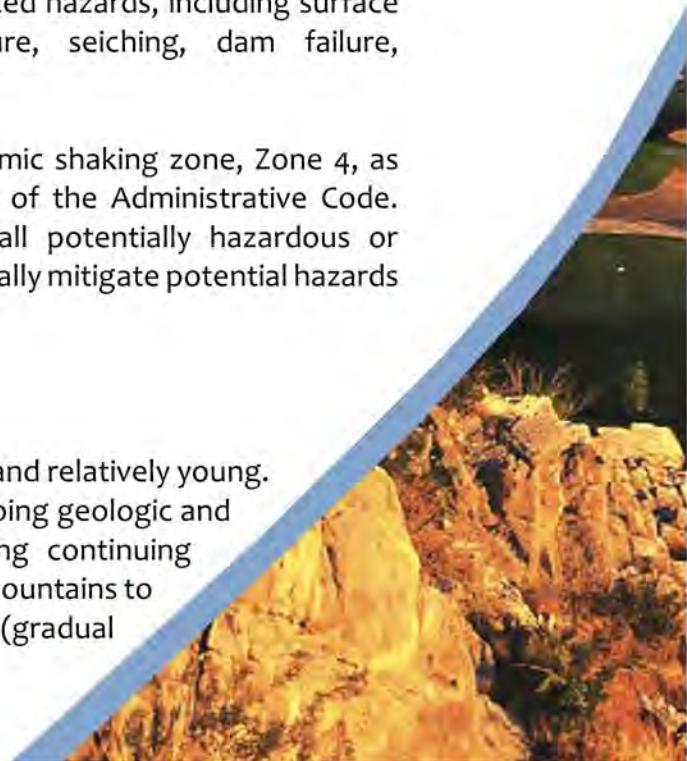 ted hazards, including surface
re, seiching, dam failure,
mic shaking zone, Zone 4, as
of the Administrative Code.
all potentially hazardous or
ally mitigate potential hazards
and relatively young.
ping geologic and
ng continuing
ountains to
(gradual